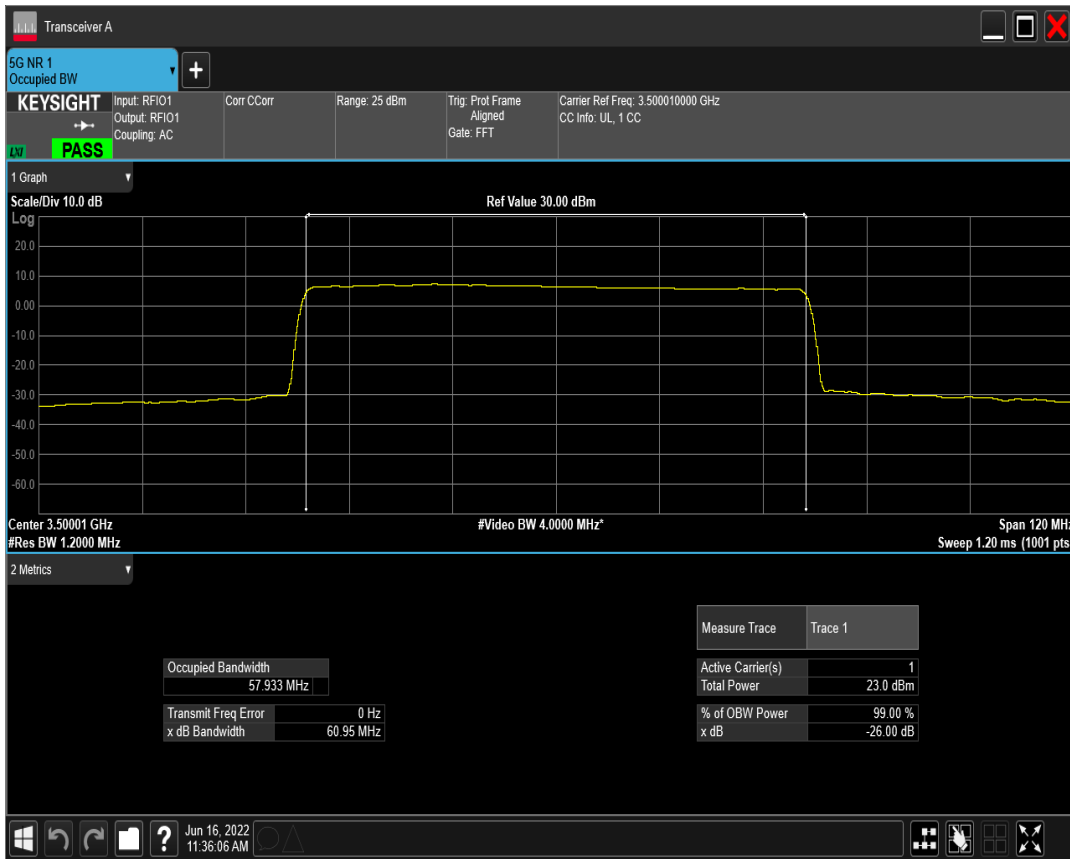 Transceiver A
5G NR 1
Occupied BW
+
KEYSIGHT
LXI
PASS
Input: RFIO1
Output: RFIO1
Coupling: AC
Corr CCorr
Range: 25 dBm
Trig: Prot Frame
Aligned
Gate: FFT
Carrier Ref Freq: 3.500010000 GHz
CC Info: UL, 1 CC
1 Graph
Scale/Div 10.0 dB
Ref Value 30.00 dBm
Log
20.0
10.0
0.00
-10.0
-20.0
-30.0
-40.0
-50.0
-60.0
Center 3.50001 GHz
#Video BW 4.0000 MHz*
Span 120 MHz
#Res BW 1.2000 MHz
Sweep 1.20 ms (1001 pts
2 Metrics
Measure Trace Trace 1
Occupied Bandwidth
57.933 MHz
Active Carrier(s) 1
Total Power 23.0 dBm
Transmit Freq Error 0 Hz
x dB Bandwidth 60.95 MHz
% of OBW Power 99.00 %
x dB -26.00 dB
?
Jun 16, 2022
11:36:06 AM